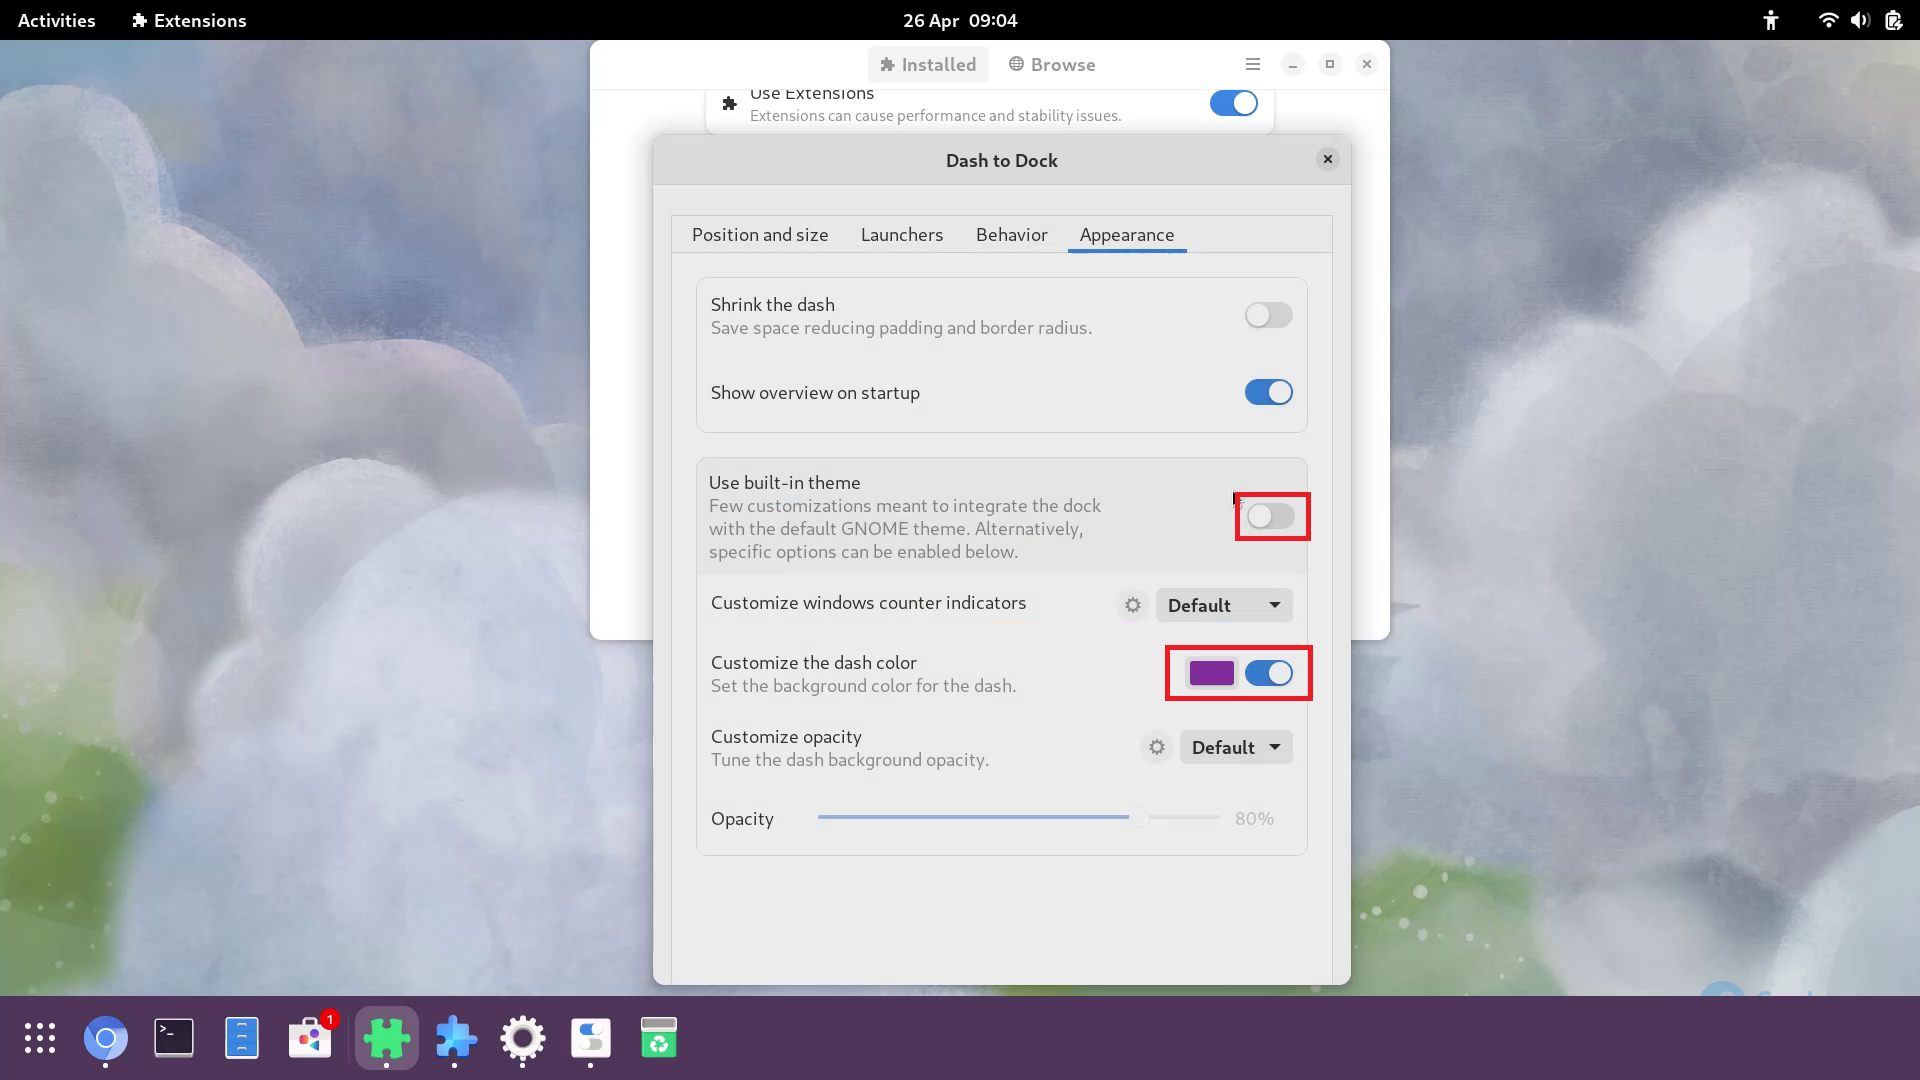 Activities
Extensions
26 Apr 09:04
Installed
Browse
Use Extensions
Extensions can cause performance and stability issues.
Dash to Dock
Position and size
Launchers
Behavior
Appearance
Shrink the dash
Save space reducing padding and border radius.
Show overview on startup
Use built-in theme
Few customizations meant to integrate the dock
with the default GNOME theme. Alternatively,
specific options can be enabled below.
Customize windows counter indicators
Default
Customize the dash color
Set the background color for the dash.
Customize opacity
Tune the dash background opacity.
Default
Opacity
80%
>_
1